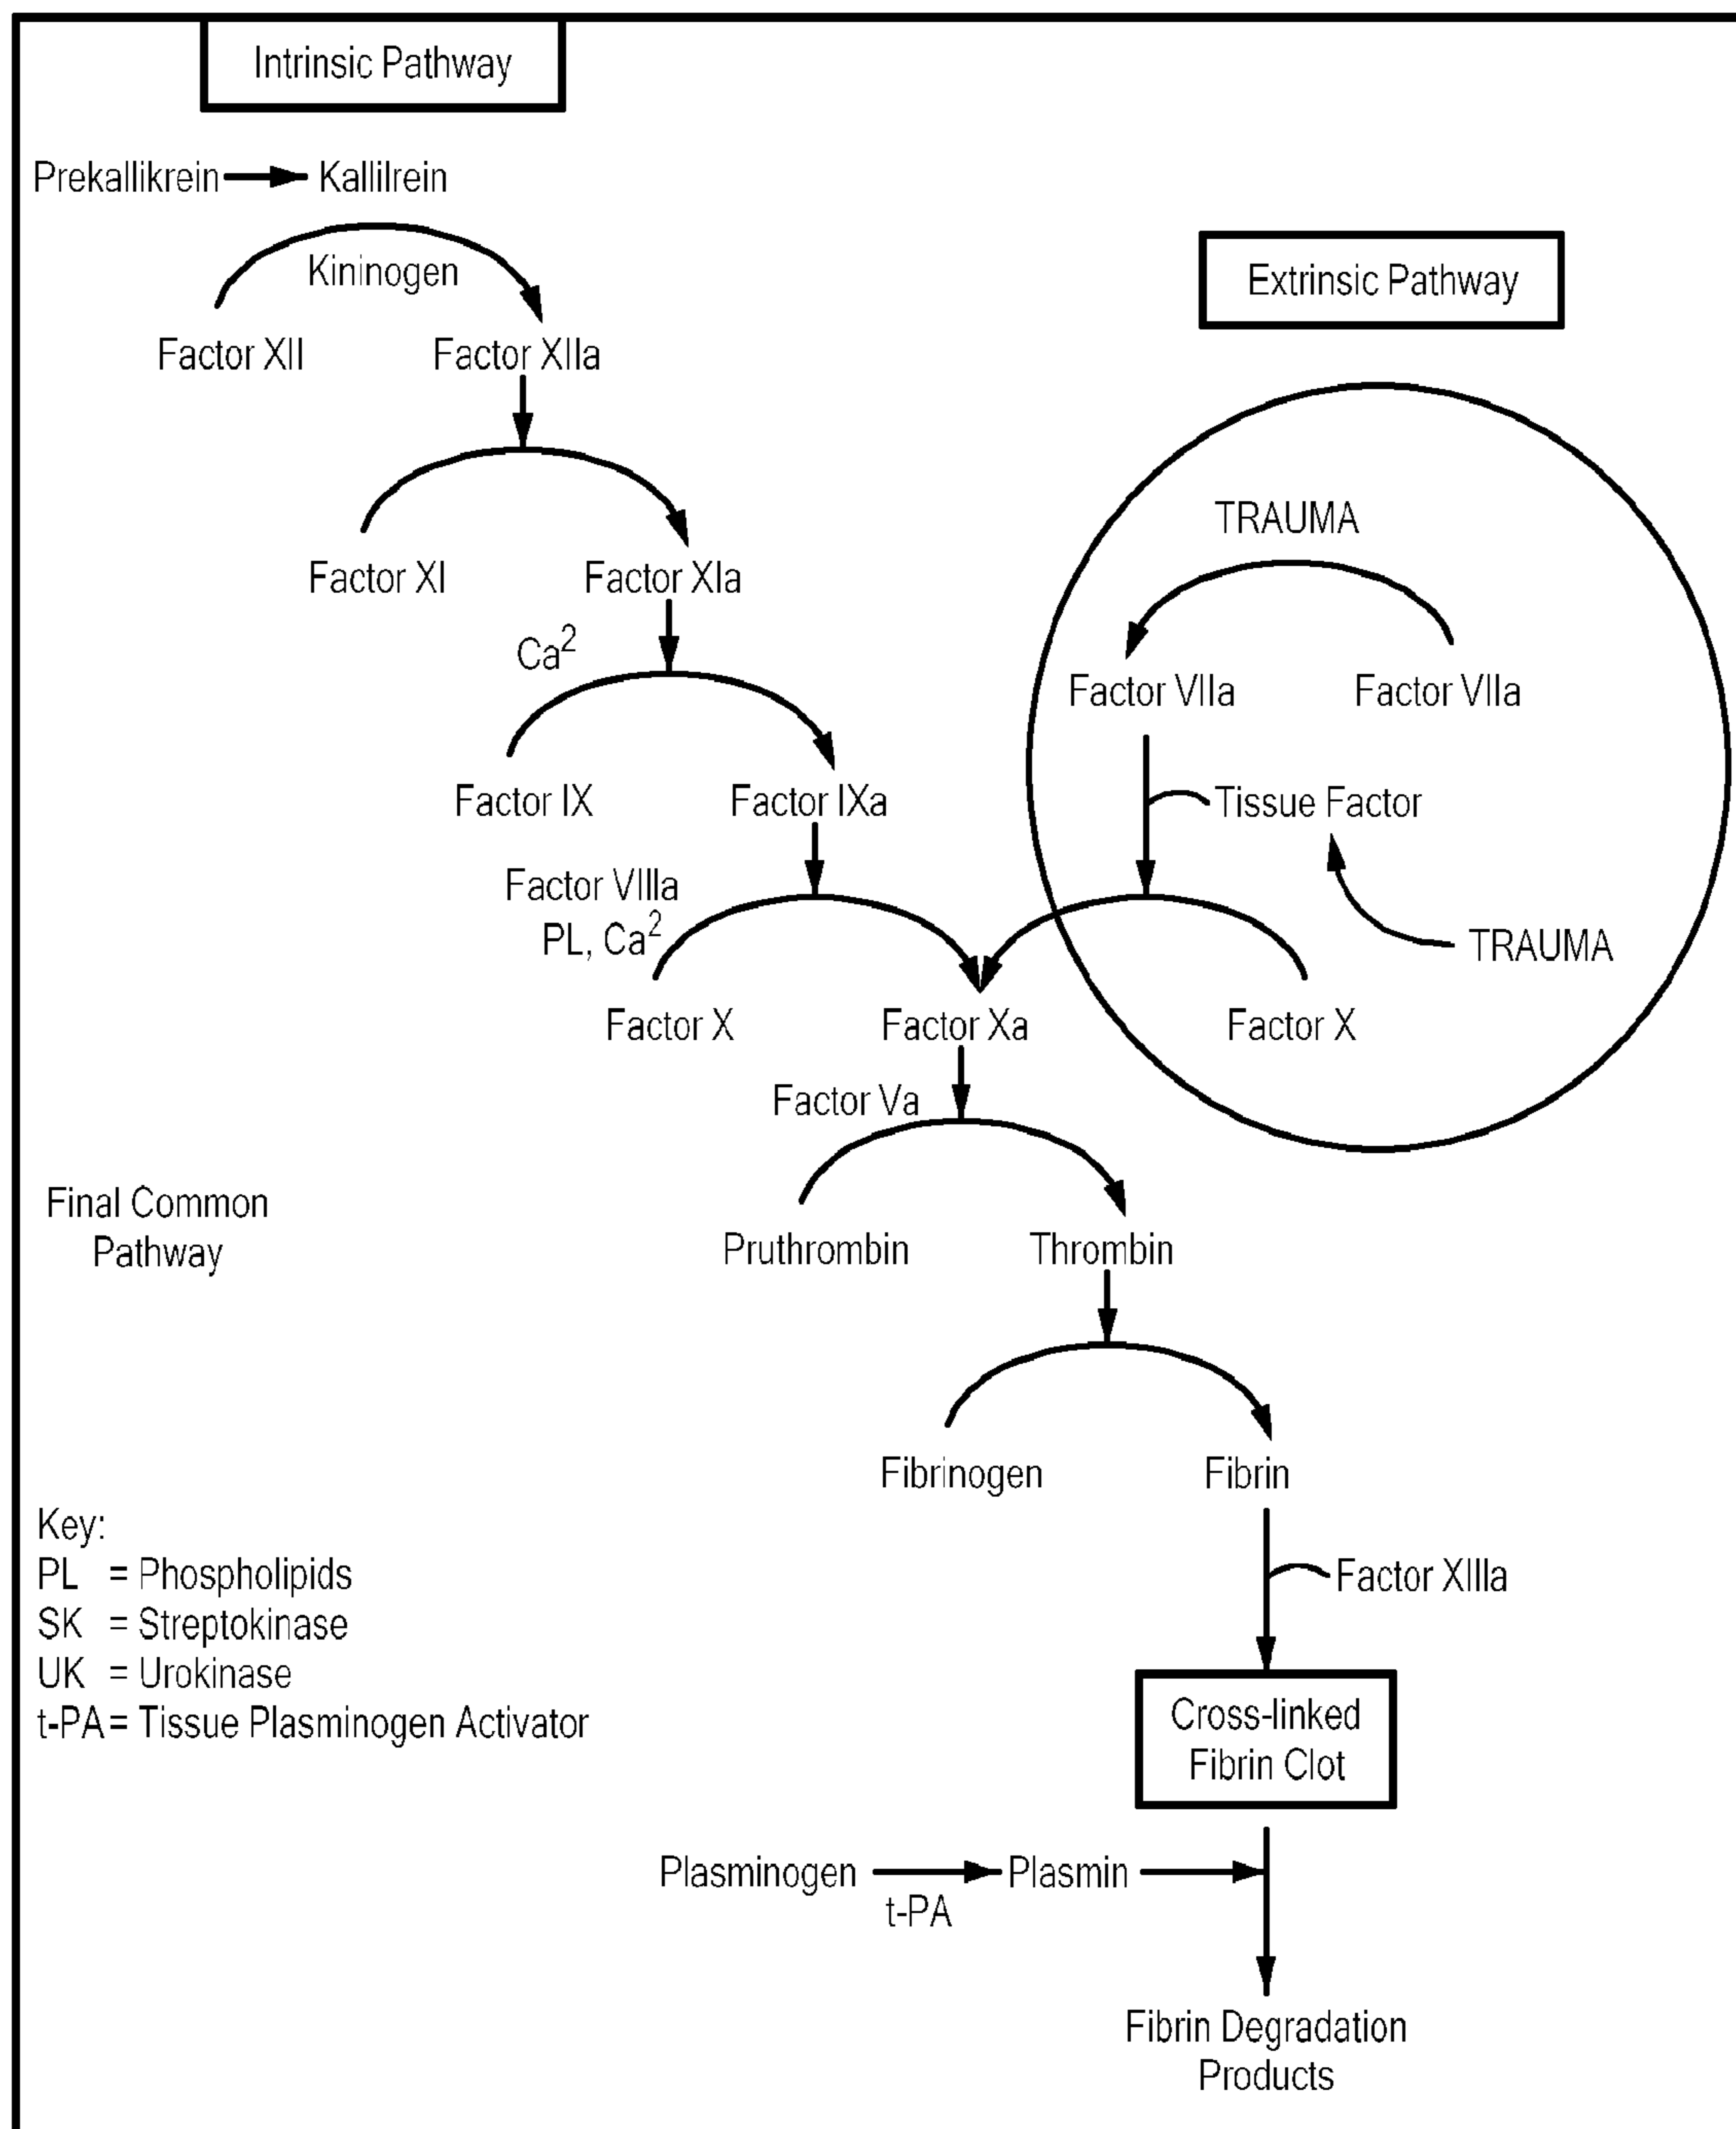 Intrinsic Pathway
Prekallikrein Kallilrein
Kininogen
Extrinsic Pathway
Factor XII Factor XIIa
TRAUMA
Factor XI Factor XIa
Ca2
Factor VIIa Factor VIIa
Factor IX Factor IXa
Tissue Factor
Factor VIIIa
PL, Ca2
TRAUMA
Factor X Factor Xa Factor X
Factor Va
Final Common
Pathway
Pruthrombin Thrombin
Fibrinogen Fibrin
Key:
PL = Phospholipids
SK = Streptokinase
UK = Urokinase
t-PA = Tissue Plasminogen Activator
Factor XIIIa
Cross-linked
Fibrin Clot
Plasminogen Plasmin
t-PA
Fibrin Degradation
Products